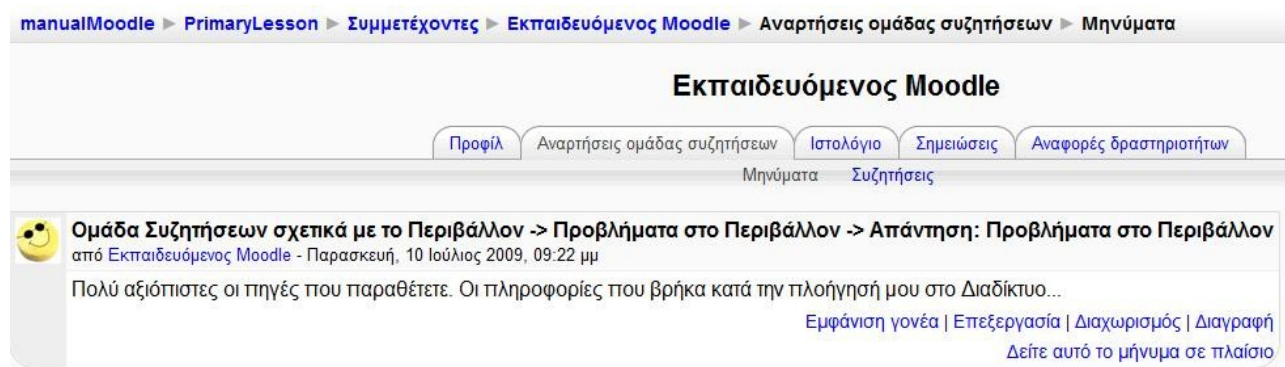 manualMoodle ► PrimaryLesson ► Συμμετέχοντες ► Εκπαιδευόμενος Moodle ► Αναρτήσεις ομάδας συζητήσεων ► Μηνύματα
Εκπαιδευόμενος Moodle
Προφίλ Αναρτήσεις ομάδας συζητήσεων Ιστολόγιο Σημειώσεις Αναφορές δραστηριοτήτων
Μηνύματα Συζητήσεις
Ομάδα Συζητήσεων σχετικά με το Περιβάλλον -> Προβλήματα στο Περιβάλλον -> Απάντηση: Προβλήματα στο Περιβάλλον
από Εκπαιδευόμενος Moodle - Παρασκευή, 10 Ιούλιος 2009, 09:22 μμ
Πολύ αξιόπιστες οι πηγές που παραθέτετε. Οι πληροφορίες που βρήκα κατά την πλοήγησή μου στο Διαδίκτυο...
Εμφάνιση γονέα | Επεξεργασία | Διαχωρισμός | Διαγραφή
Δείτε αυτό το μήνυμα σε πλαίσιο